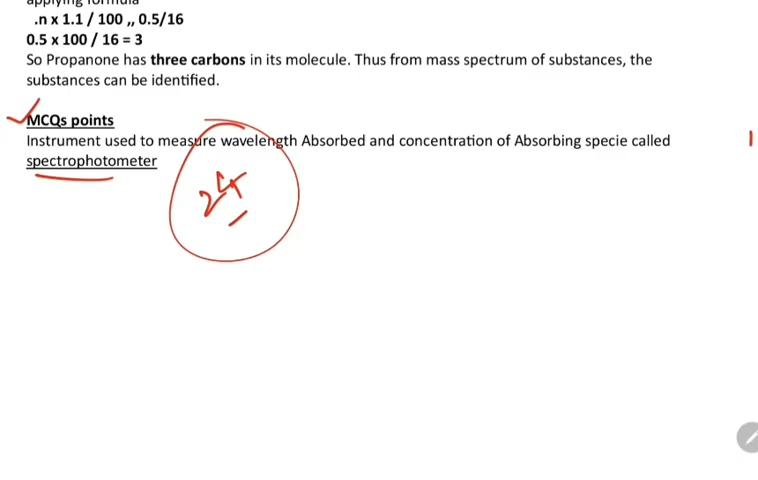 applying formula
.n x 1.1 / 100 ,, 0.5/16
0.5 x 100 / 16 = 3
So Propanone has three carbons in its molecule. Thus from mass spectrum of substances, the
substances can be identified.
MCQs points
Instrument used to measure wavelength Absorbed and concentration of Absorbing specie called
spectrophotometer